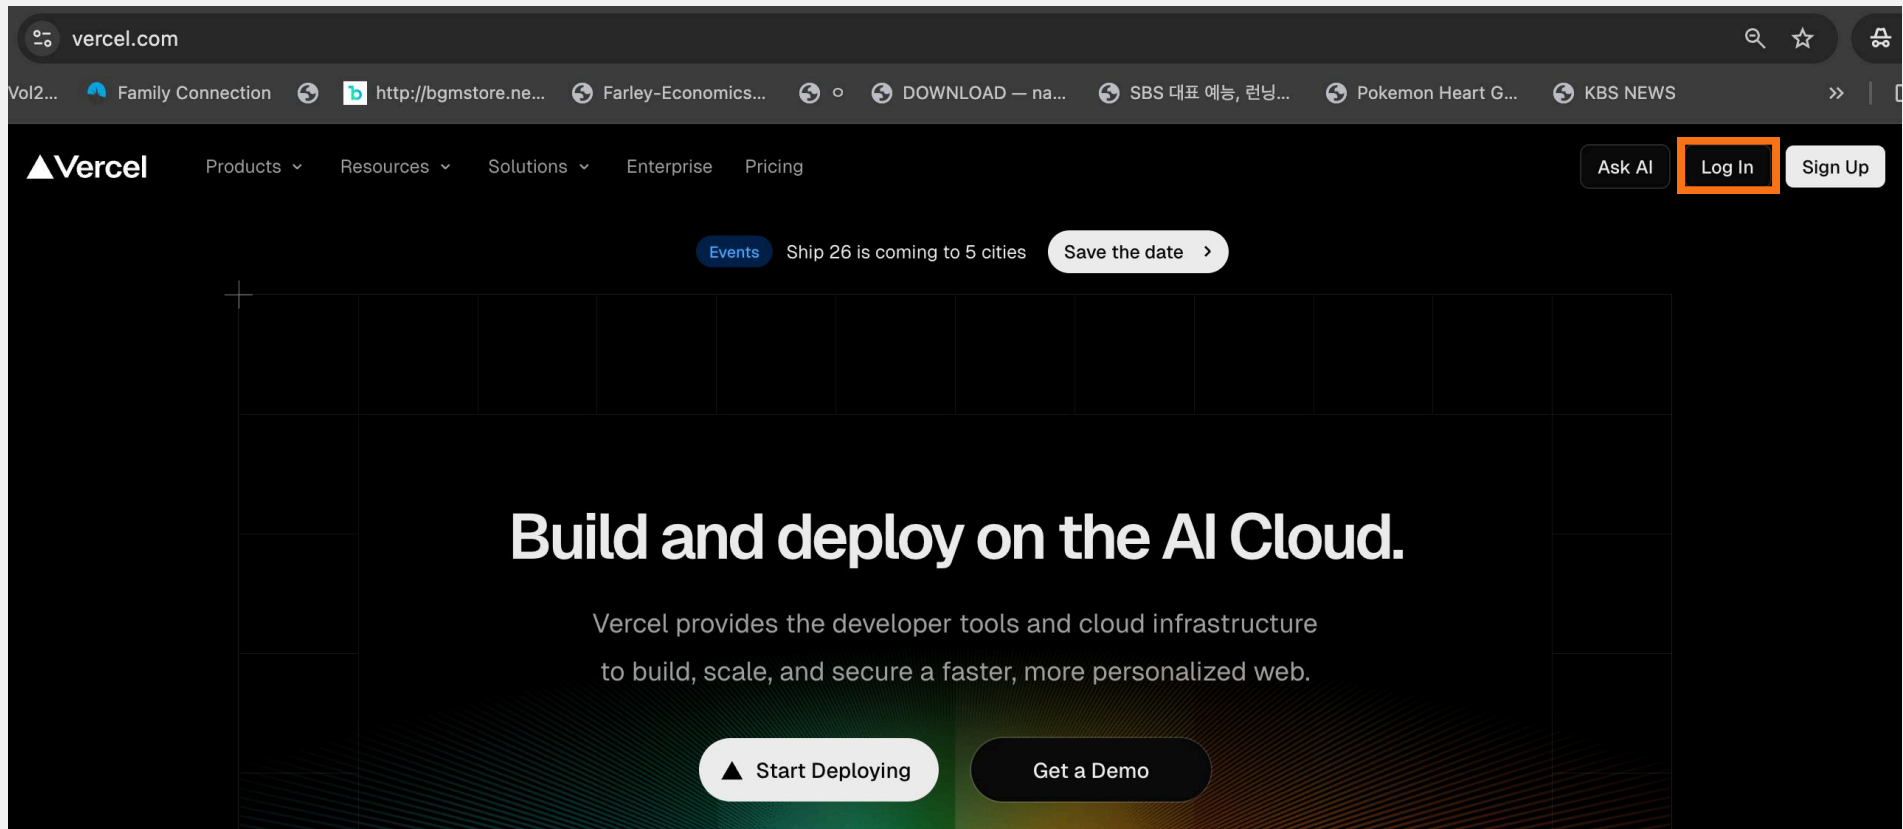 vercel.com
Vol2... Family Connection http://bgmstore.ne... Farley-Economics... ㅇ DOWNLOAD — na... SBS 대표 예능, 런닝... Pokemon Heart G... KBS NEWS
Vercel Products Resources Solutions Enterprise Pricing Ask AI Log In Sign Up
Events Ship 26 is coming to 5 cities Save the date
Build and deploy on the AI Cloud.
Vercel provides the developer tools and cloud infrastructure
to build, scale, and secure a faster, more personalized web.
Start Deploying Get a Demo